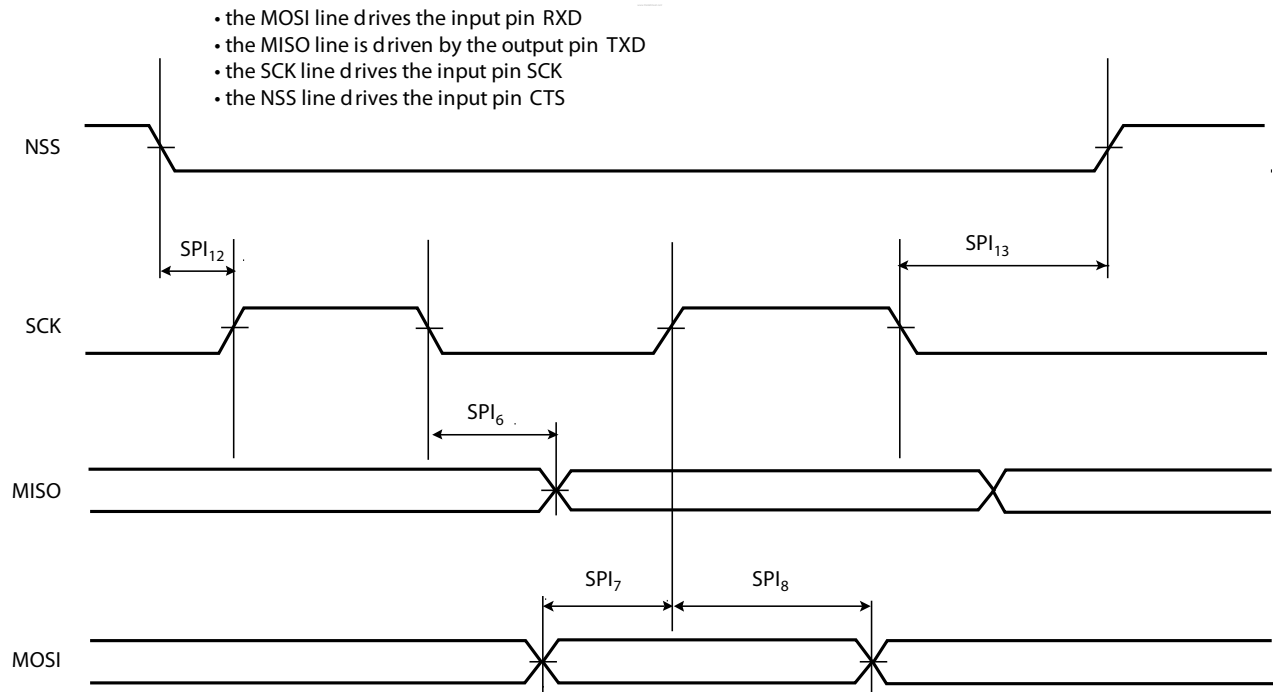 • the MOSI line drives the input pin RXD
• the MISO line is driven by the output pin TXD
• the SCK line drives the input pin SCK
• the NSS line drives the input pin CTS
NSS
SPI₁₂
SPI₁₃
SCK
SPI₆
MISO
SPI₇
SPI₈
MOSI